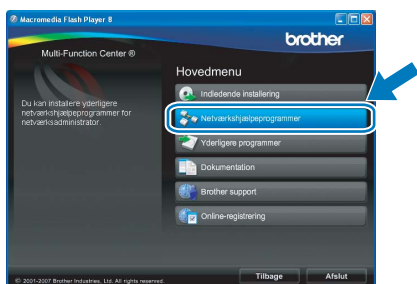 Macromedia Flash Player 8
brother
Multi-Function Center ®
Hovedmenu
Du kan installere yderligere
netværkshjælpeprogrammer for
netværksadministrator.
Indledende installering
Netværkshjælpeprogrammer
Yderligere programmer
Dokumentation
Brother support
Online-registrering
© 2001-2007 Brother Industries, Ltd. All rights reserved.
Tilbage
Afslut